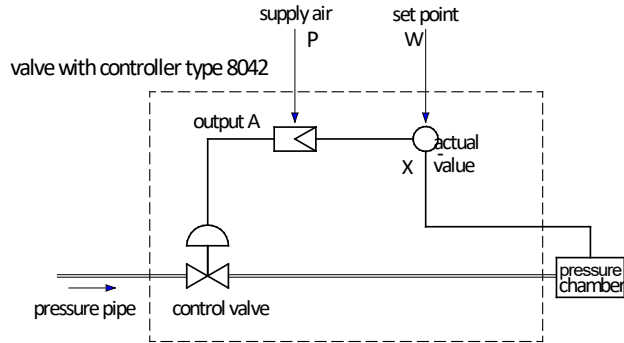 supply air
P
set point
W
valve with controller type 8042
output A
actual
-
value
X
pressure
chamber
pressure pipe
control valve